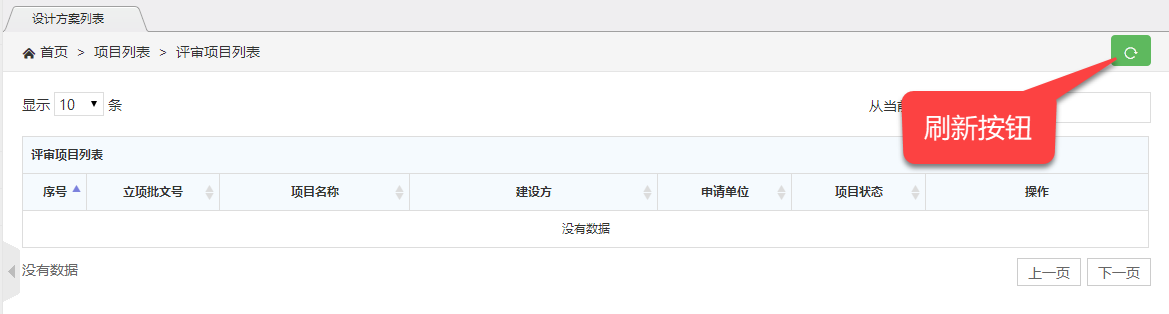 设计方案列表
首页 > 项目列表 > 评审项目列表
显示 10 条
从当前
刷新按钮
评审项目列表
序号 立项批文号 项目名称 建设方 申请单位 项目状态 操作
没有数据
没有数据
上一页 下一页